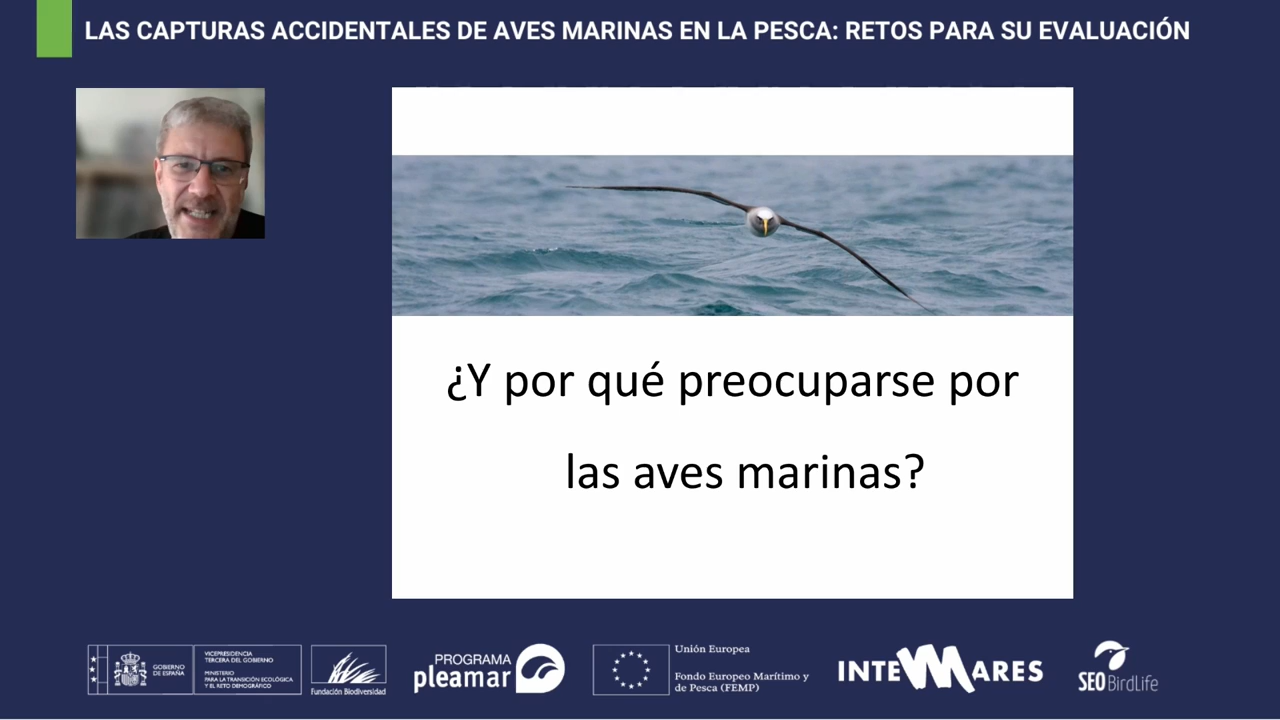 LAS CAPTURAS ACCIDENTALES DE AVES MARINAS EN LA PESCA: RETOS PARA SU EVALUACIÓN
¿Y por qué preocuparse por
las aves marinas?
GOBIERNO
DE ESPAÑA
VICEPRESIDENCIA
TERCERA DEL GOBIERNO
MINISTERIO
PARA LA TRANSICIÓN ECOLÓGICA
Y EL RETO DEMOGRÁFICO
Fundación Biodiversidad
PROGRAMA
pleamar
Unión Europea
Fondo Europeo Marítimo y
de Pesca (FEMP)
INTEMARES
SEO BirdLife